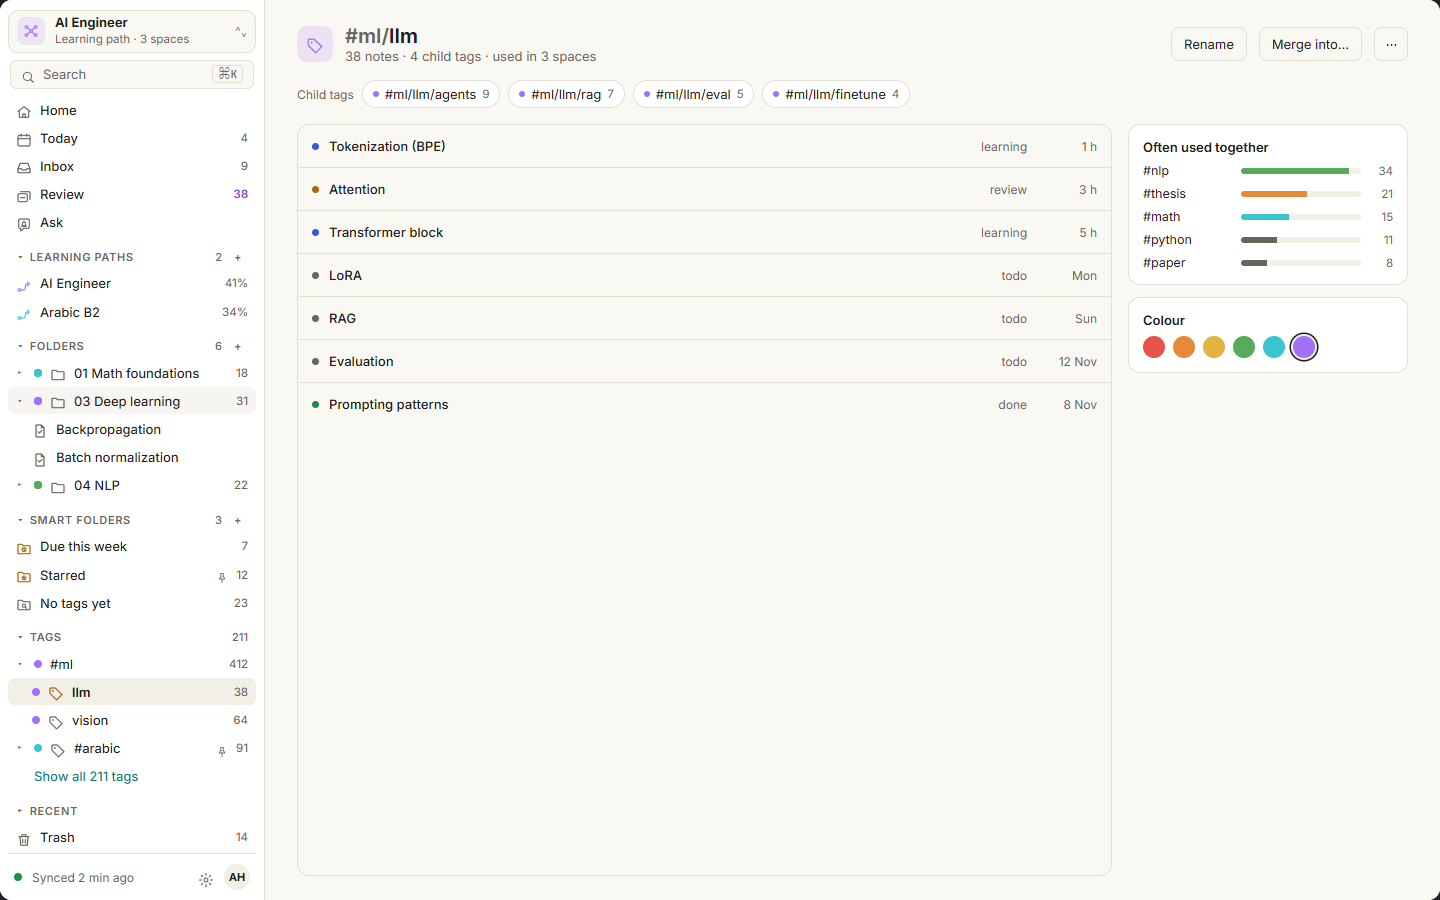 AI Engineer
Learning path · 3 spaces
Search ⌘K
Home
Today 4
Inbox 9
Review 38
Ask
LEARNING PATHS 2 +
AI Engineer 41%
Arabic B2 34%
FOLDERS 6 +
01 Math foundations 18
03 Deep learning 31
Backpropagation
Batch normalization
04 NLP 22
SMART FOLDERS 3 +
Due this week 7
Starred 12
No tags yet 23
TAGS 211
#ml 412
llm 38
vision 64
#arabic 91
Show all 211 tags
RECENT
Trash 14
Synced 2 min ago AH
#ml/llm
38 notes · 4 child tags · used in 3 spaces
Rename Merge into... ...
Child tags #ml/llm/agents 9 #ml/llm/rag 7 #ml/llm/eval 5 #ml/llm/finetune 4
Tokenization (BPE) learning 1 h
Attention review 3 h
Transformer block learning 5 h
LoRA todo Mon
RAG todo Sun
Evaluation todo 12 Nov
Prompting patterns done 8 Nov
Often used together
#nlp 34
#thesis 21
#math 15
#python 11
#paper 8
Colour